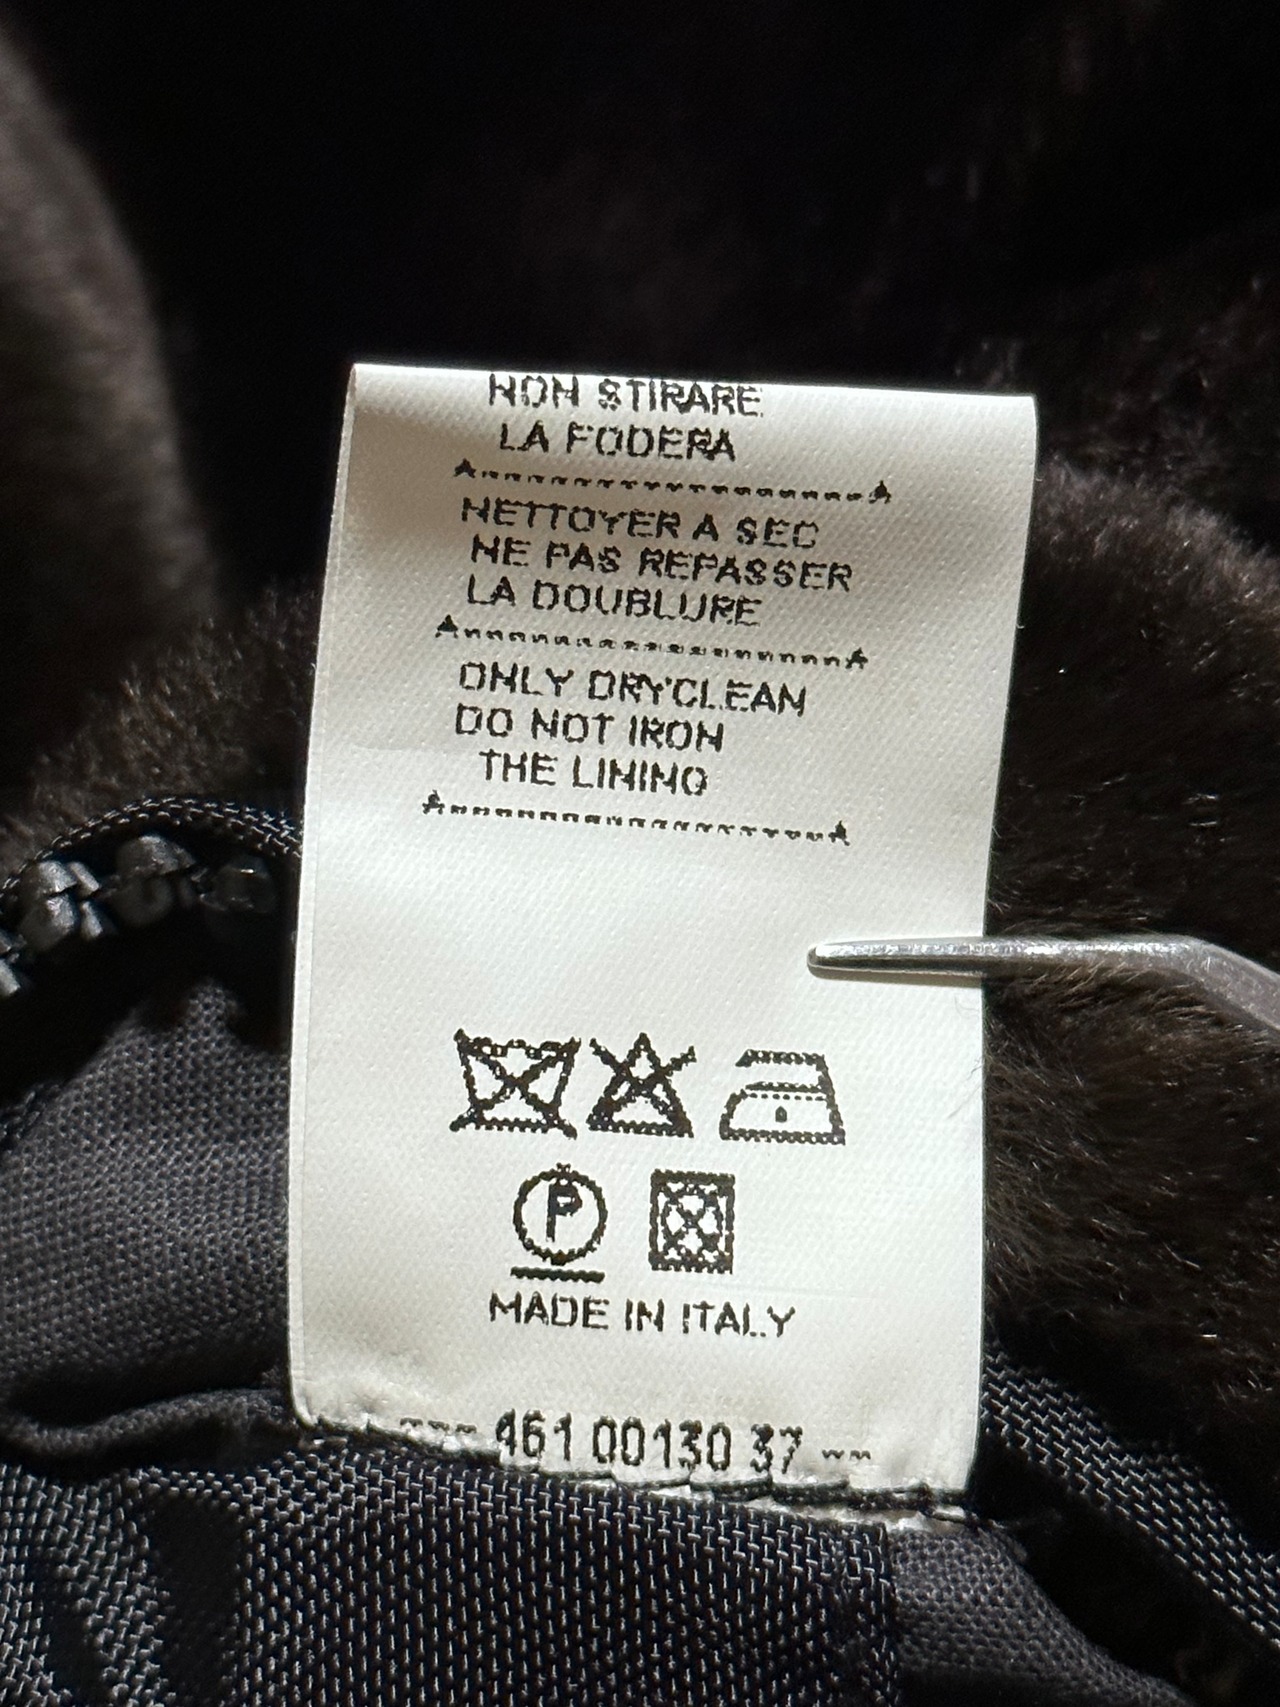 NON STIRARE
LA FODERA
NETTOYER A SEC
NE PAS REPASSER
LA DOUBLURE
ONLY DRYCLEAN
DO NOT IRON
THE LINING
P
MADE IN ITALY
--- 461 00130 37 --